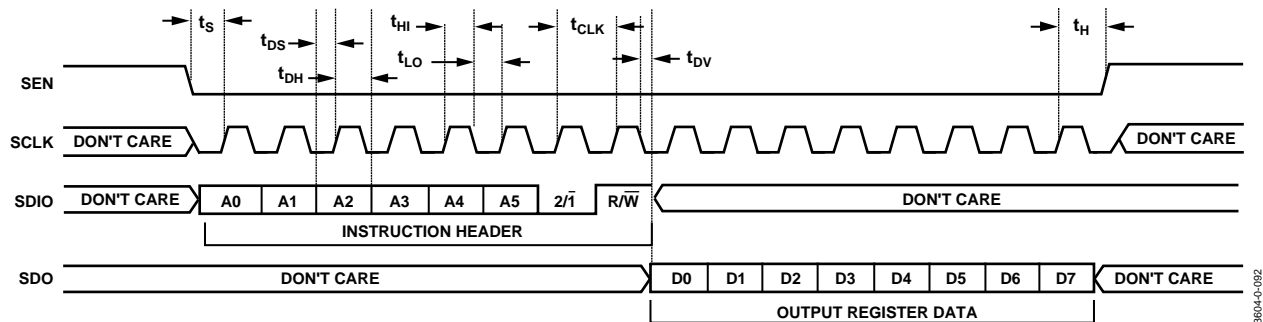 tS
tDS
tDH
tHI
tLO
tCLK
tDV
tH
SEN
SCLK DON'T CARE DON'T CARE
SDIO DON'T CARE A0 A1 A2 A3 A4 A5 2/1̅ R/W̅ DON'T CARE
INSTRUCTION HEADER
SDO DON'T CARE D0 D1 D2 D3 D4 D5 D6 D7 DON'T CARE
OUTPUT REGISTER DATA
3604-0-092